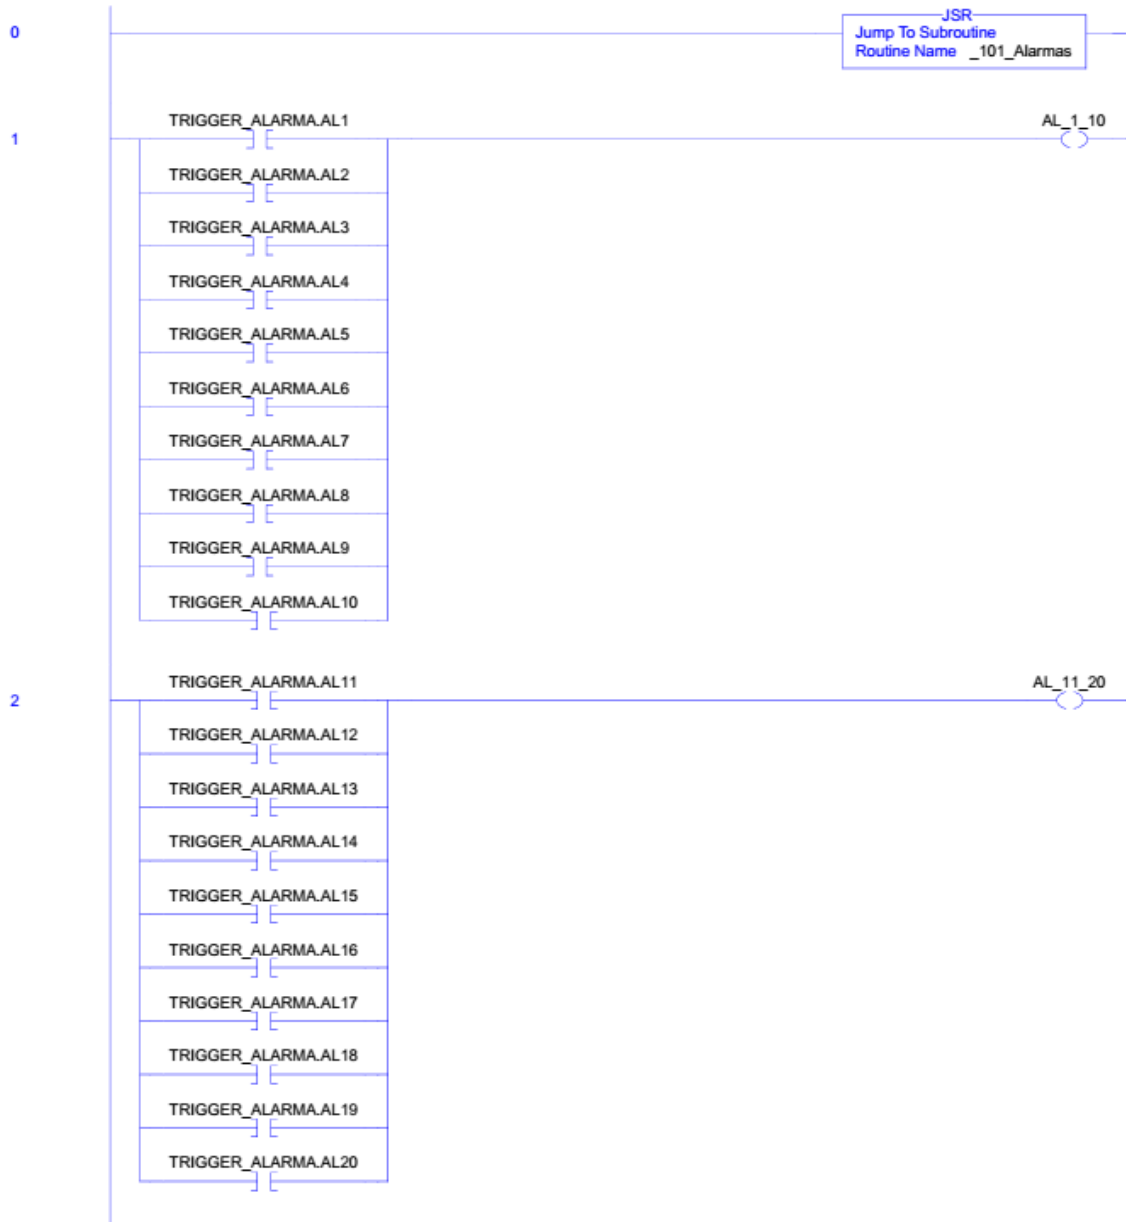 JSR
0
Jump To Subroutine
Routine Name _101_Alarmas
TRIGGER_ALARMA.AL1
AL_1_10
1
TRIGGER_ALARMA.AL2
TRIGGER_ALARMA.AL3
TRIGGER_ALARMA.AL4
TRIGGER_ALARMA.AL5
TRIGGER_ALARMA.AL6
TRIGGER_ALARMA.AL7
TRIGGER_ALARMA.AL8
TRIGGER_ALARMA.AL9
TRIGGER_ALARMA.AL10
TRIGGER_ALARMA.AL11
AL_11_20
2
TRIGGER_ALARMA.AL12
TRIGGER_ALARMA.AL13
TRIGGER_ALARMA.AL14
TRIGGER_ALARMA.AL15
TRIGGER_ALARMA.AL16
TRIGGER_ALARMA.AL17
TRIGGER_ALARMA.AL18
TRIGGER_ALARMA.AL19
TRIGGER_ALARMA.AL20